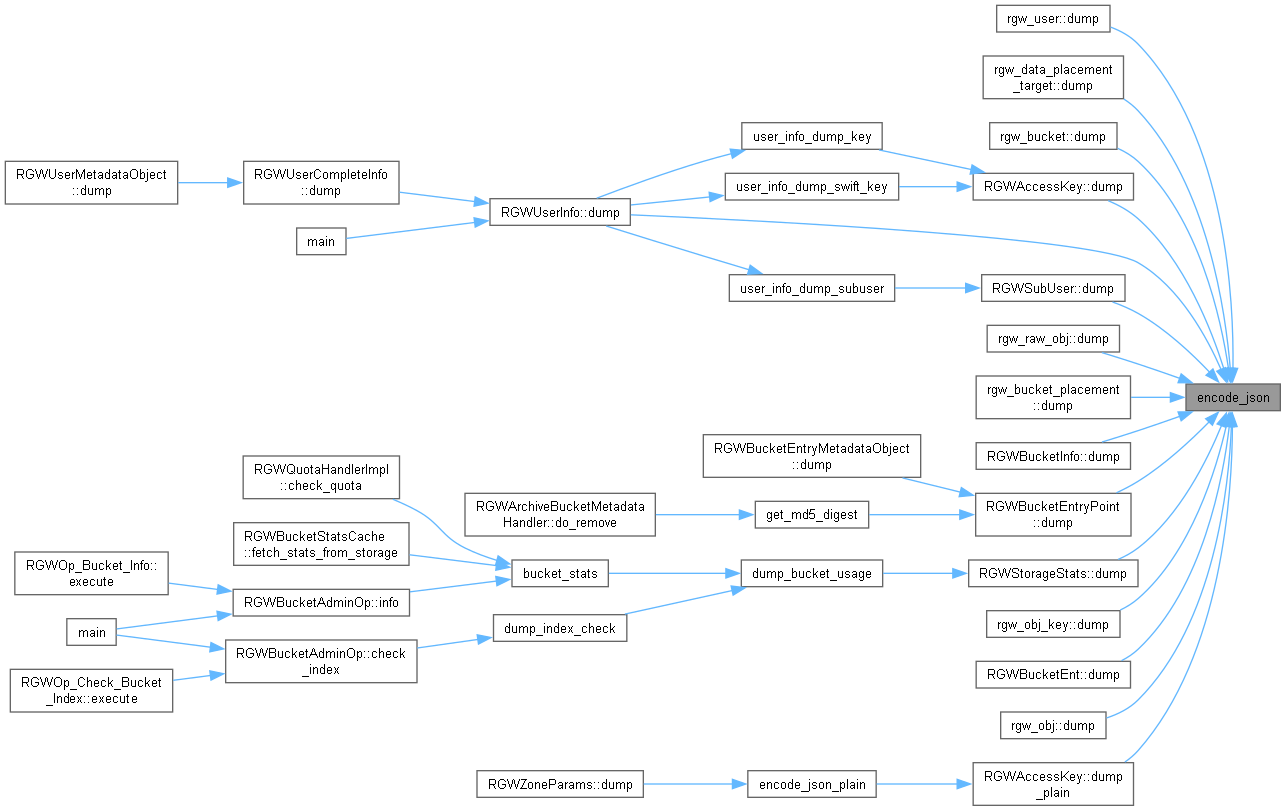 rgw_user::dump
rgw_data_placement
_target::dump
user_info_dump_key
rgw_bucket::dump
RGWUserMetadataObject
::dump
RGWUserCompleteInfo
::dump
user_info_dump_swift_key
RGWAccessKey::dump
RGWUserInfo::dump
main
user_info_dump_subuser
RGWSubUser::dump
rgw_raw_obj::dump
rgw_bucket_placement
::dump
encode_json
RGWBucketEntryMetadataObject
::dump
RGWBucketInfo::dump
RGWQuotaHandlerImpl
::check_quota
RGWArchiveBucketMetadata
Handler::do_remove
get_md5_digest
RGWBucketEntryPoint
::dump
RGWBucketStatsCache
::fetch_stats_from_storage
RGWOp_Bucket_Info::
execute
bucket_stats
dump_bucket_usage
RGWStorageStats::dump
RGWBucketAdminOp::info
main
dump_index_check
rgw_obj_key::dump
RGWBucketAdminOp::check
_index
RGWOp_Check_Bucket
_Index::execute
RGWBucketEnt::dump
rgw_obj::dump
RGWZoneParams::dump
encode_json_plain
RGWAccessKey::dump
_plain